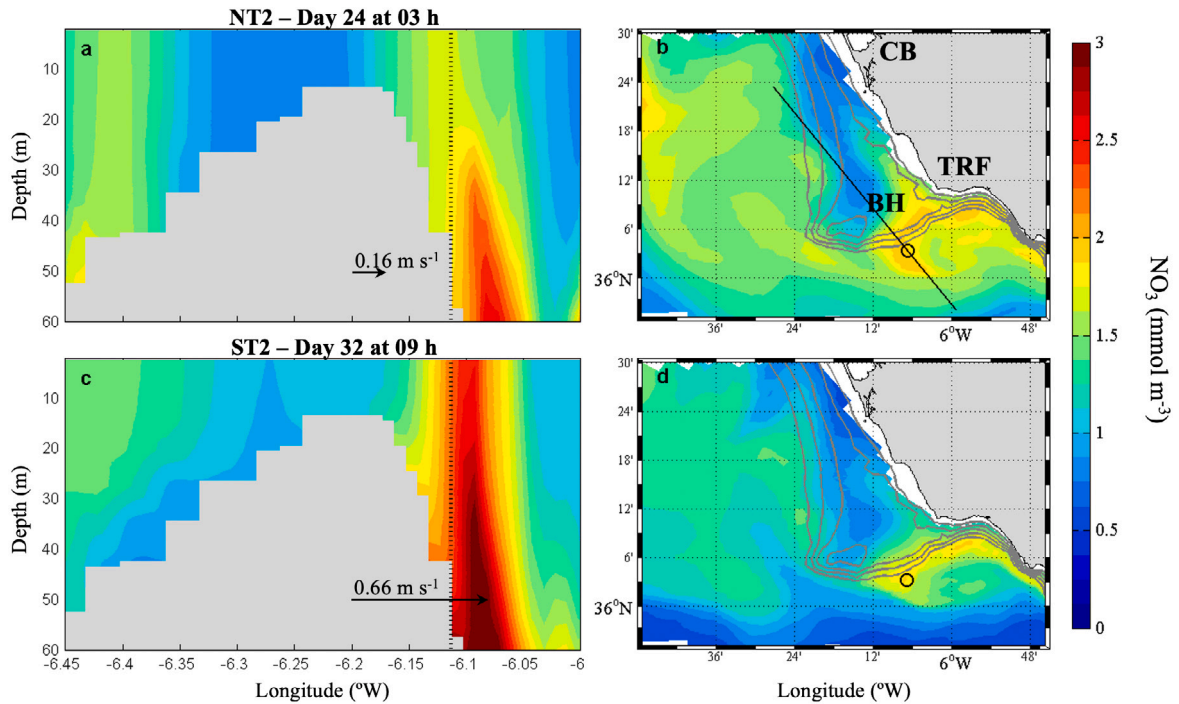 NT2 – Day 24 at 03 h
a
10
20
30
40
50
60
Depth (m)
0.16 m s⁻¹
b
CB
TRF
BH
30'
24'
18'
12'
6'
36°N
36'
24'
12'
6°W
48'
ST2 – Day 32 at 09 h
c
10
20
30
40
50
60
Depth (m)
0.66 m s⁻¹
-6.45
-6.4
-6.35
-6.3
-6.25
-6.2
-6.15
-6.1
-6.05
-6
Longitude (ºW)
d
30'
24'
18'
12'
6'
36°N
36'
24'
12'
6°W
48'
Longitude (ºW)
3
2.5
2
1.5
1
0.5
0
NO₃ (mmol m⁻³)